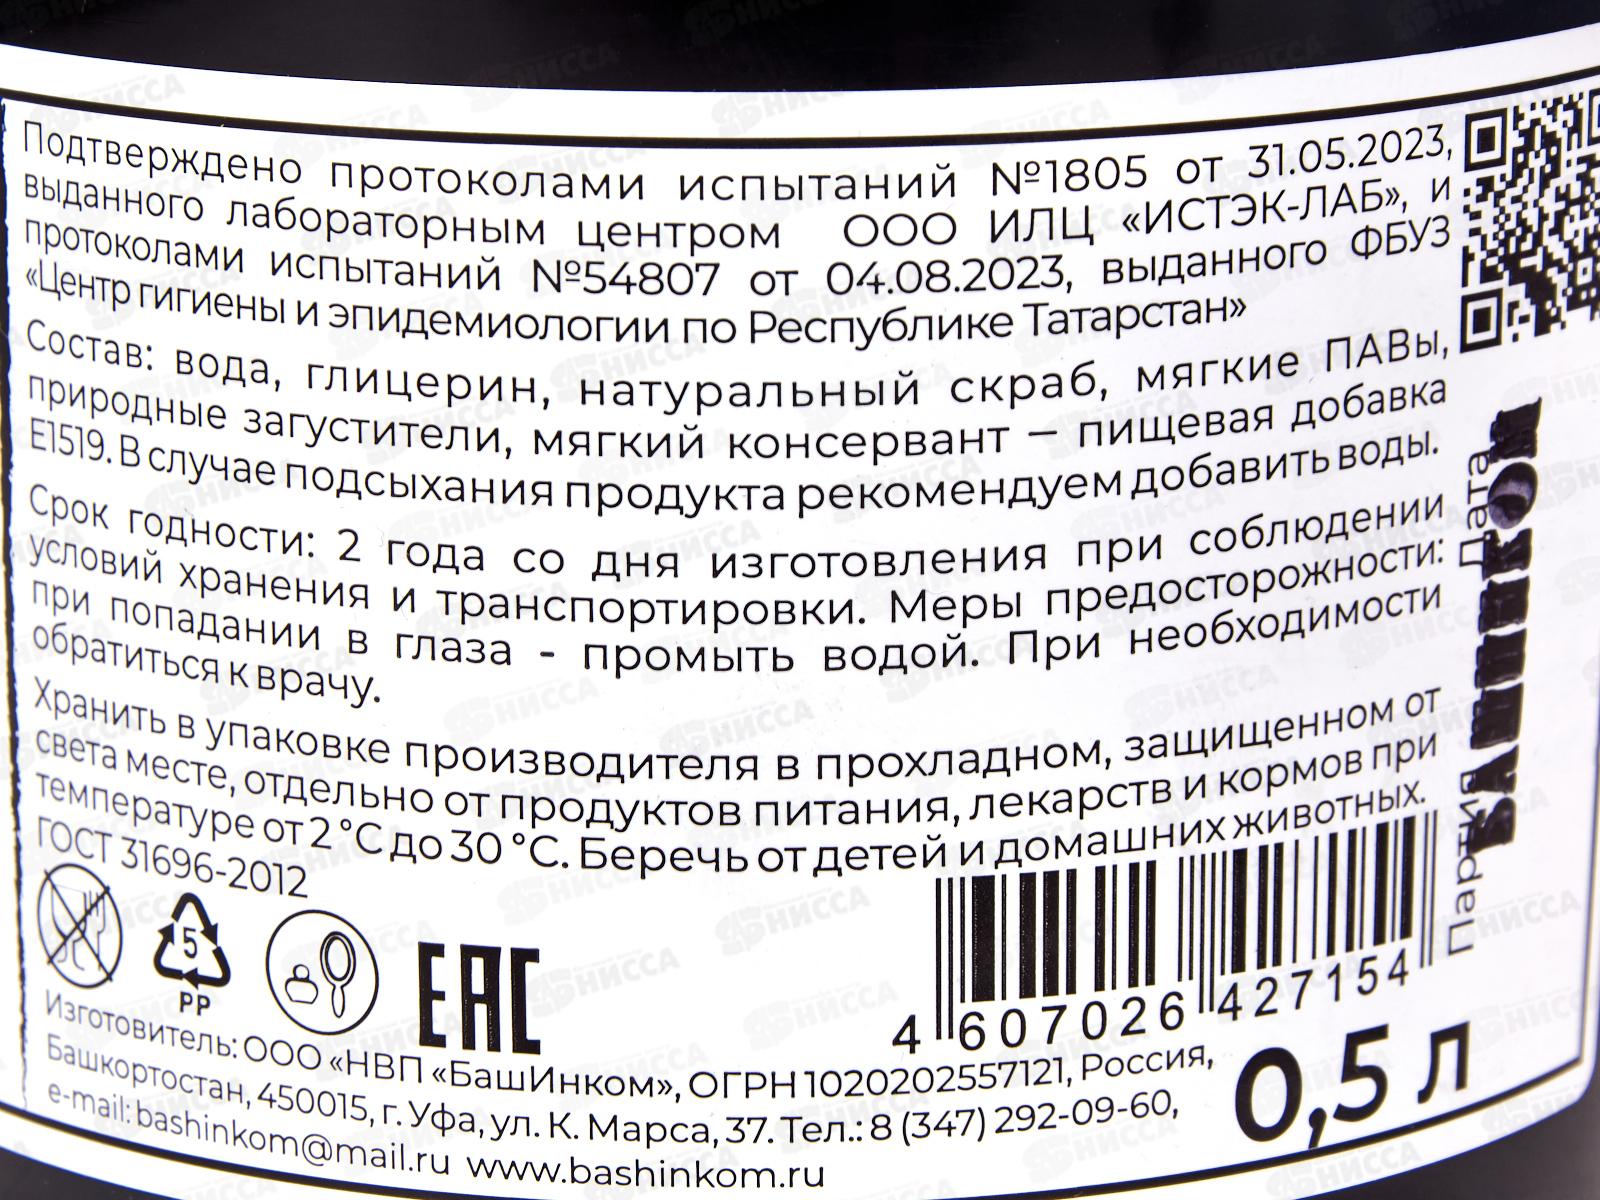 Подтверждено протоколами испытаний №1805 от 31.05.2023,
выданного лабораторным центром ООО ИЛЦ «ИСТЭК-ЛАБ», и
протоколами испытаний №54807 от 04.08.2023, выданного ФБУЗ
«Центр гигиены и эпидемиологии по Республике Татарстан»
Состав: вода, глицерин, натуральный скраб, мягкие ПАВы,
природные загустители, мягкий консервант – пищевая добавка
Е1519. В случае подсыхания продукта рекомендуем добавить воды.
Срок годности: 2 года со дня изготовления при соблюдении
условий хранения и транспортировки. Меры предосторожности:
при попадании в глаза - промыть водой. При необходимости
обратиться к врачу.
Хранить в упаковке производителя в прохладном, защищенном от
света месте, отдельно от продуктов питания, лекарств и кормов при
температуре от 2 °С до 30 °С. Беречь от детей и домашних животных.
ГОСТ 31696-2012
5
PP
EAC
4 607026 427154
Изготовитель: ООО «НВП «БашИнком», ОГРН 1020202557121, Россия,
Башкортостан, 450015, г. Уфа, ул. К. Марса, 37. Тел.: 8 (347) 292-09-60,
e-mail: bashinkom@mail.ru www.bashinkom.ru
0,5 л
Партия Дата
БАШИНКОМ
НИССА